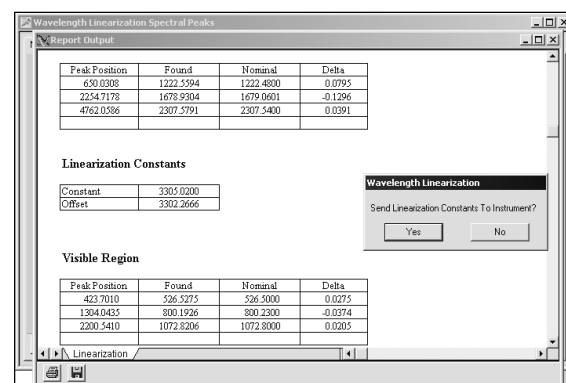 Wavelength Linearization Spectral Peaks
Report Output
Peak Position Found Nominal Delta
650.0308 1222.5594 1222.4800 0.0795
2254.7178 1678.9304 1679.0601 -0.1296
4762.0586 2307.5791 2307.5400 0.0391
Linearization Constants
Constant 3305.0200
Offset 3302.2666
Wavelength Linearization
Send Linearization Constants To Instrument?
Yes No
Visible Region
Peak Position Found Nominal Delta
423.7010 526.5275 526.5000 0.0275
1304.0435 800.1926 800.2300 -0.0374
2200.5410 1072.8206 1072.8000 0.0205
Linearization